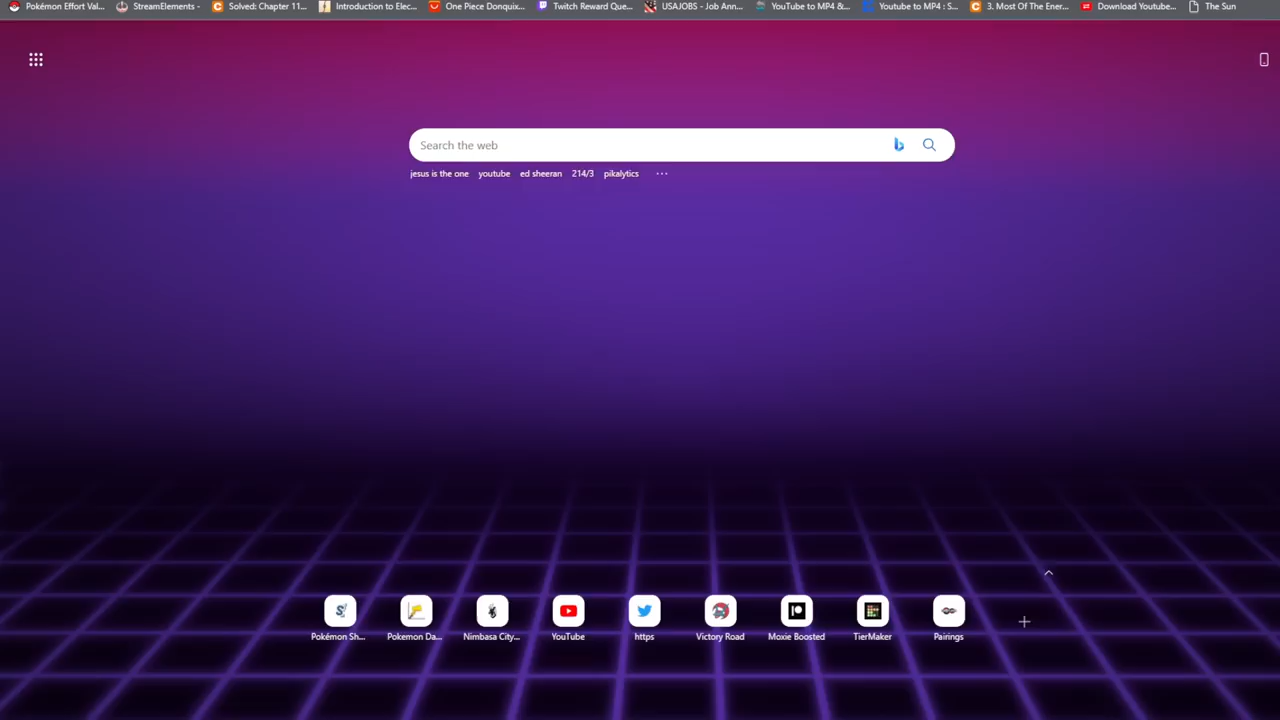 Pokémon Effort Val... StreamElements - Solved: Chapter 11... Introduction to Elec... One Piece Donquix... Twitch Reward Que... USAJOBS - Job Ann... YouTube to MP4 &... Youtube to MP4 : S... 3. Most Of The Ener... Download Youtube... The Sun
Search the web
jesus is the one youtube ed sheeran 214/3 pikalytics ...
Pokémon Sh... Pokemon Da... Nimbasa City... YouTube https Victory Road Moxie Boosted TierMaker Pairings